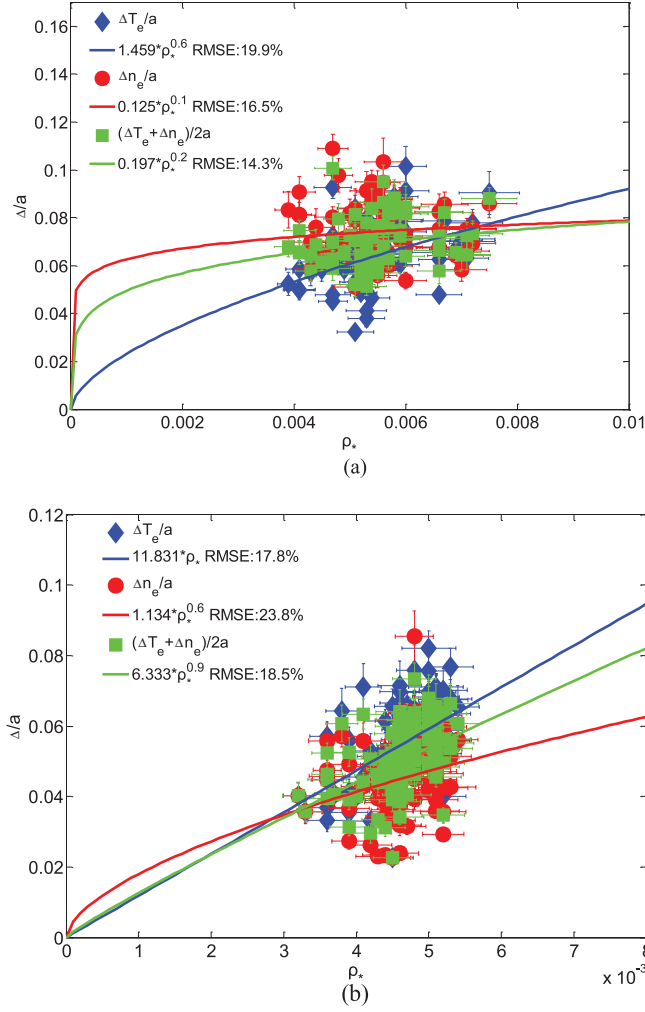 0.16
0.14
0.12
0.1
0.08
0.06
0.04
0.02
0
Δ/a
ΔT_e/a
1.459*ρ_*^0.6 RMSE:19.9%
Δn_e/a
0.125*ρ_*^0.1 RMSE:16.5%
(ΔT_e+Δn_e)/2a
0.197*ρ_*^0.2 RMSE:14.3%
0 0.002 0.004 0.006 0.008 0.01
ρ_*
(a)
0.12
0.1
0.08
0.06
0.04
0.02
0
Δ/a
ΔT_e/a
11.831*ρ_* RMSE:17.8%
Δn_e/a
1.134*ρ_*^0.6 RMSE:23.8%
(ΔT_e+Δn_e)/2a
6.333*ρ_*^0.9 RMSE:18.5%
0 1 2 3 4 5 6 7 8
ρ_*
x 10^-3
(b)